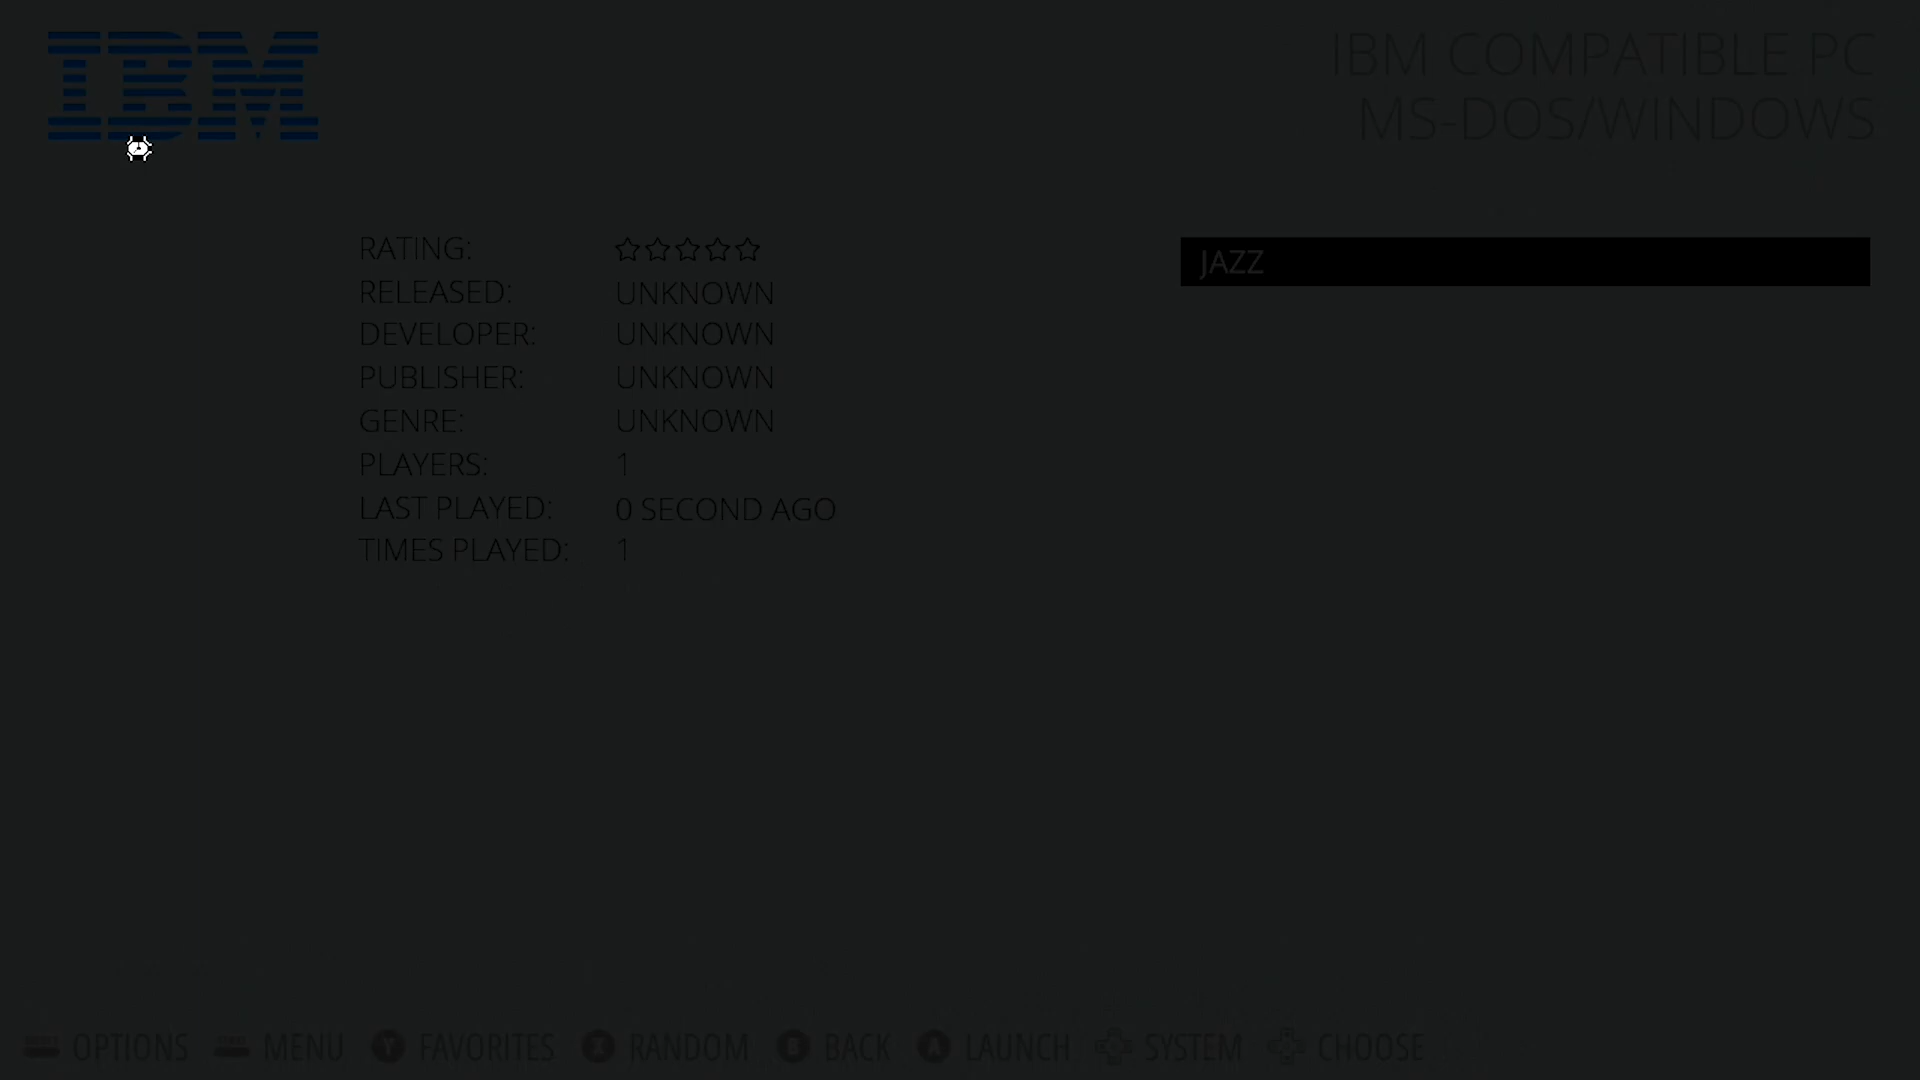 IBM
IBM COMPATIBLE PC
MS-DOS/WINDOWS
RATING:
RELEASED: UNKNOWN
DEVELOPER: UNKNOWN
PUBLISHER: UNKNOWN
GENRE: UNKNOWN
PLAYERS: 1
LAST PLAYED: 0 SECOND AGO
TIMES PLAYED: 1
JAZZ
OPTIONS MENU Y FAVORITES X RANDOM B BACK A LAUNCH SYSTEM CHOOSE